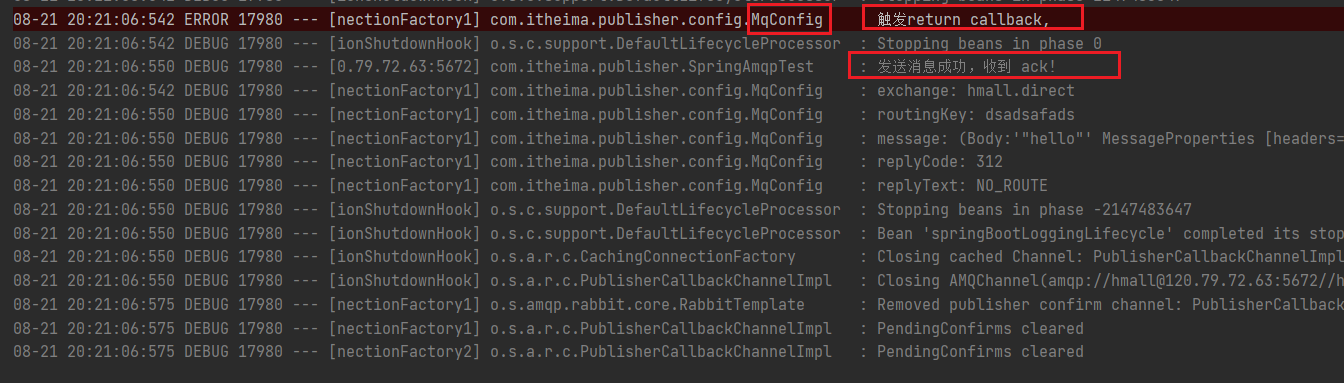 08-21 20:21:06:542 ERROR 17980 --- [nectionFactory1] com.itheima.publisher.config.MqConfig : 触发return callback,
08-21 20:21:06:542 DEBUG 17980 --- [ionShutdownHook] o.s.c.support.DefaultLifecycleProcessor : Stopping beans in phase 0
08-21 20:21:06:542 DEBUG 17980 --- [0.79.72.63:5672] com.itheima.publisher.SpringAmqpTest : 发送消息成功，收到 ack!
08-21 20:21:06:542 DEBUG 17980 --- [nectionFactory1] com.itheima.publisher.config.MqConfig : exchange: hmall.direct
08-21 20:21:06:550 DEBUG 17980 --- [nectionFactory1] com.itheima.publisher.config.MqConfig : routingKey: dsadsafads
08-21 20:21:06:550 DEBUG 17980 --- [nectionFactory1] com.itheima.publisher.config.MqConfig : message: (Body:'"hello"' MessageProperties [headers=
08-21 20:21:06:550 DEBUG 17980 --- [nectionFactory1] com.itheima.publisher.config.MqConfig : replyCode: 312
08-21 20:21:06:550 DEBUG 17980 --- [nectionFactory1] com.itheima.publisher.config.MqConfig : replyText: NO_ROUTE
08-21 20:21:06:550 DEBUG 17980 --- [ionShutdownHook] o.s.c.support.DefaultLifecycleProcessor : Stopping beans in phase -2147483647
08-21 20:21:06:550 DEBUG 17980 --- [ionShutdownHook] o.s.c.support.DefaultLifecycleProcessor : Bean 'springBootLoggingLifecycle' completed its stop
08-21 20:21:06:550 DEBUG 17980 --- [ionShutdownHook] o.s.a.r.c.CachingConnectionFactory : Closing cached Channel: PublisherCallbackChannelImpl
08-21 20:21:06:550 DEBUG 17980 --- [ionShutdownHook] o.s.a.r.c.PublisherCallbackChannelImpl : Closing AMQChannel(amqp://hmall@120.79.72.63:5672//h
08-21 20:21:06:575 DEBUG 17980 --- [nectionFactory1] o.s.amqp.rabbit.core.RabbitTemplate : Removed publisher confirm channel: PublisherCallback
08-21 20:21:06:575 DEBUG 17980 --- [nectionFactory1] o.s.a.r.c.PublisherCallbackChannelImpl : PendingConfirms cleared
08-21 20:21:06:575 DEBUG 17980 --- [nectionFactory2] o.s.a.r.c.PublisherCallbackChannelImpl : PendingConfirms cleared